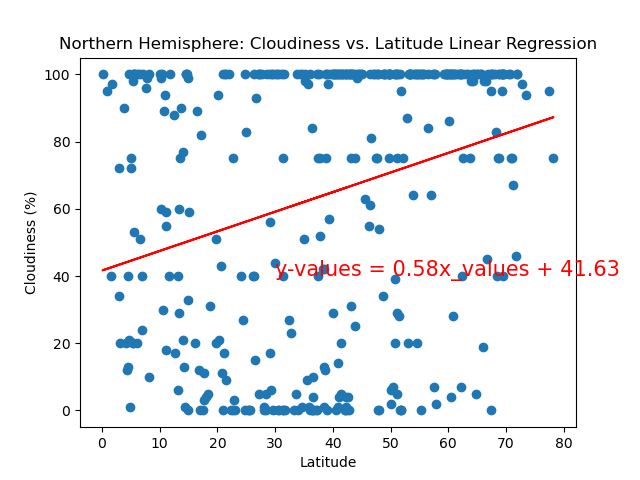 Northern Hemisphere: Cloudiness vs. Latitude Linear Regression
100
80
60
40
20
0
Cloudiness (%)
y-values = 0.58x_values + 41.63
0 10 20 30 40 50 60 70 80
Latitude